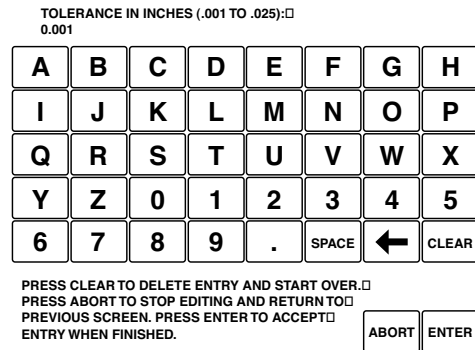 TOLERANCE IN INCHES (.001 TO .025):□
0.001
A B C D E F G H
I J K L M N O P
Q R S T U V W X
Y Z 0 1 2 3 4 5
6 7 8 9 . SPACE ← CLEAR
PRESS CLEAR TO DELETE ENTRY AND START OVER.□
PRESS ABORT TO STOP EDITING AND RETURN TO□
PREVIOUS SCREEN. PRESS ENTER TO ACCEPT□
ENTRY WHEN FINISHED.
ABORT ENTER